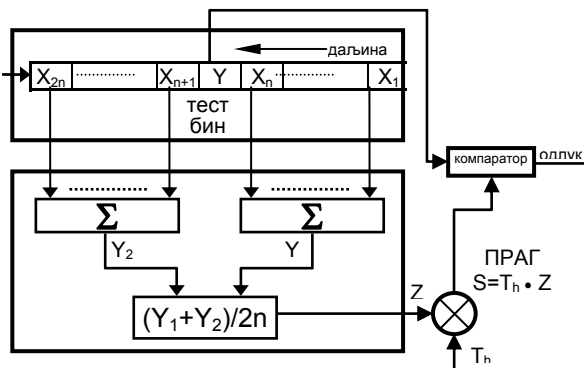 даљина
X2n ............... Xn+1 Y Xn ............... X1
тест
бин
компаратор одлук
............... ...............
Σ Σ
Y2 Y
ПРАГ
S=Th • Z
Z
(Y1+Y2)/2n
Th